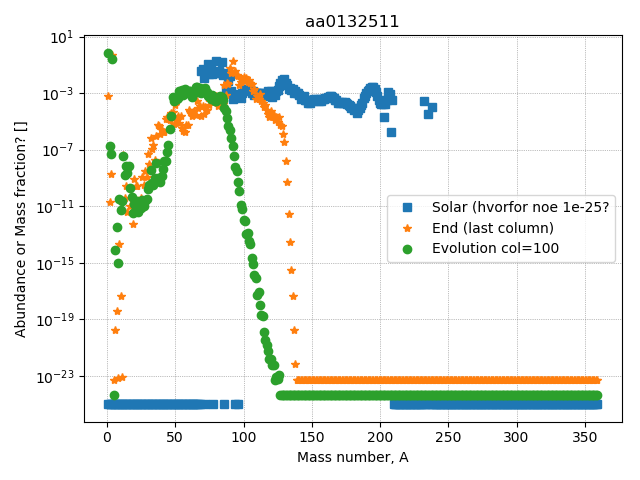 aa0132511
Abundance or Mass fraction? []
10^1
10^-3
10^-7
10^-11
10^-15
10^-19
10^-23
Solar (hvorfor noe 1e-25?
End (last column)
Evolution col=100
0 50 100 150 200 250 300 350
Mass number, A